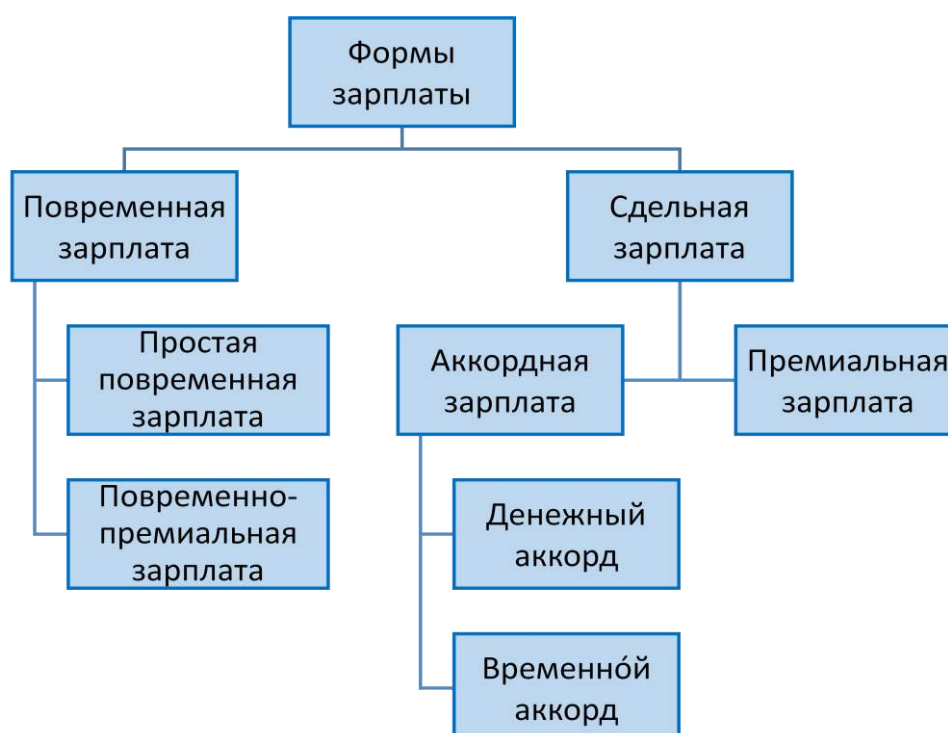 Формы
зарплаты
Повременная
зарплата
Сдельная
зарплата
Простая
повременная
зарплата
Повременно-
премиальная
зарплата
Аккордная
зарплата
Премиальная
зарплата
Денежный
аккорд
Временно́й
аккорд